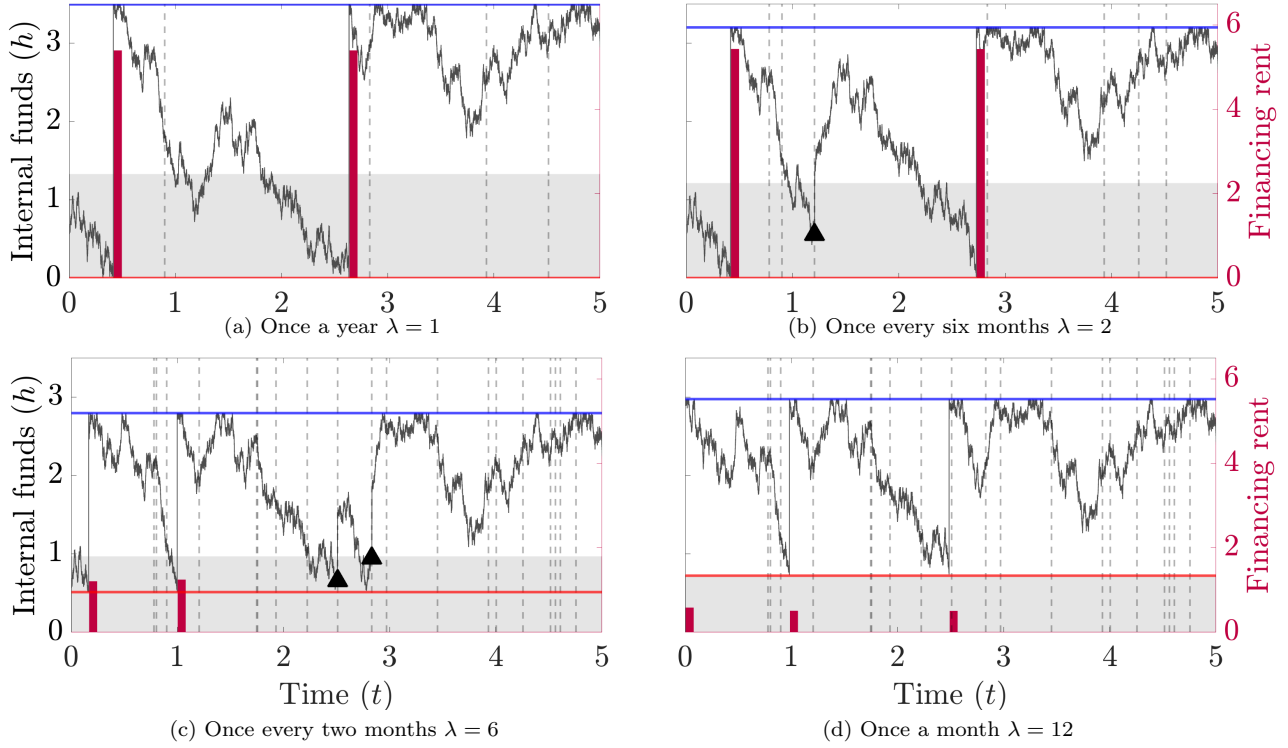 3
2
1
0
Internal funds (h)
0 1 2 3 4 5
(a) Once a year λ = 1
6
4
2
0
Financing rent
0 1 2 3 4 5
(b) Once every six months λ = 2
3
2
1
0
Internal funds (h)
0 1 2 3 4 5
Time (t)
(c) Once every two months λ = 6
6
4
2
0
Financing rent
0 1 2 3 4 5
Time (t)
(d) Once a month λ = 12